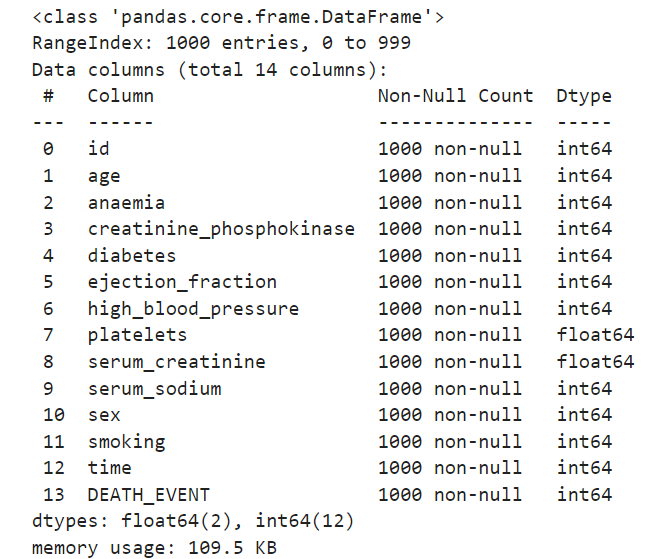 <class 'pandas.core.frame.DataFrame'>
RangeIndex: 1000 entries, 0 to 999
Data columns (total 14 columns):
 #   Column                    Non-Null Count  Dtype
---  ------                    --------------  -----
 0   id                        1000 non-null   int64
 1   age                       1000 non-null   int64
 2   anaemia                   1000 non-null   int64
 3   creatinine_phosphokinase  1000 non-null   int64
 4   diabetes                  1000 non-null   int64
 5   ejection_fraction         1000 non-null   int64
 6   high_blood_pressure       1000 non-null   int64
 7   platelets                 1000 non-null   float64
 8   serum_creatinine          1000 non-null   float64
 9   serum_sodium              1000 non-null   int64
 10  sex                       1000 non-null   int64
 11  smoking                   1000 non-null   int64
 12  time                      1000 non-null   int64
 13  DEATH_EVENT               1000 non-null   int64
dtypes: float64(2), int64(12)
memory usage: 109.5 KB